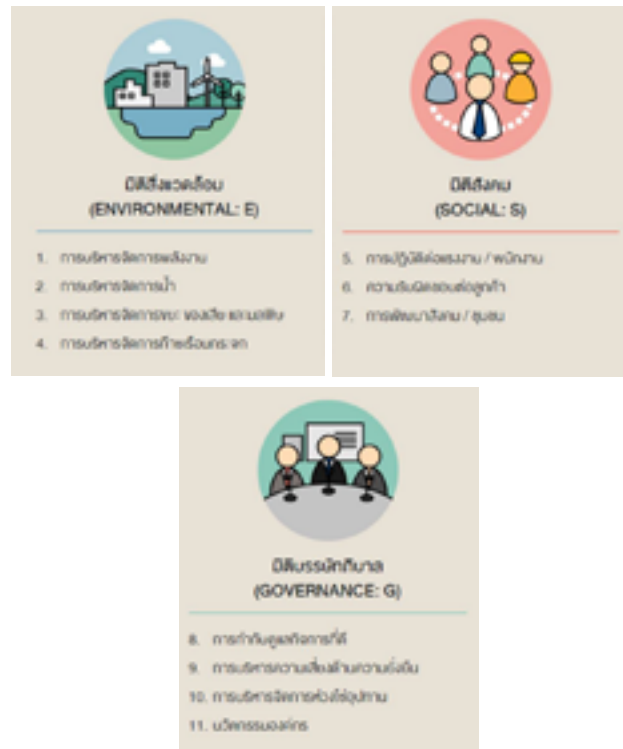 มิติสิ่งแวดล้อม
(ENVIRONMENTAL: E)
1. การบริหารจัดการพลังงาน
2. การบริหารจัดการน้ำ
3. การบริหารจัดการขยะ ของเสีย และมลพิษ
4. การบริหารจัดการก๊าซเรือนกระจก
มิติสังคม
(SOCIAL: S)
5. การปฏิบัติต่อแรงงาน / พนักงาน
6. ความรับผิดชอบต่อลูกค้า
7. การพัฒนาสังคม / ชุมชน
มิติบรรษัทภิบาล
(GOVERNANCE: G)
8. การกำกับดูแลกิจการที่ดี
9. การบริหารความเสี่ยงด้านความยั่งยืน
10. การบริหารจัดการห่วงโซ่อุปทาน
11. นวัตกรรมองค์กร